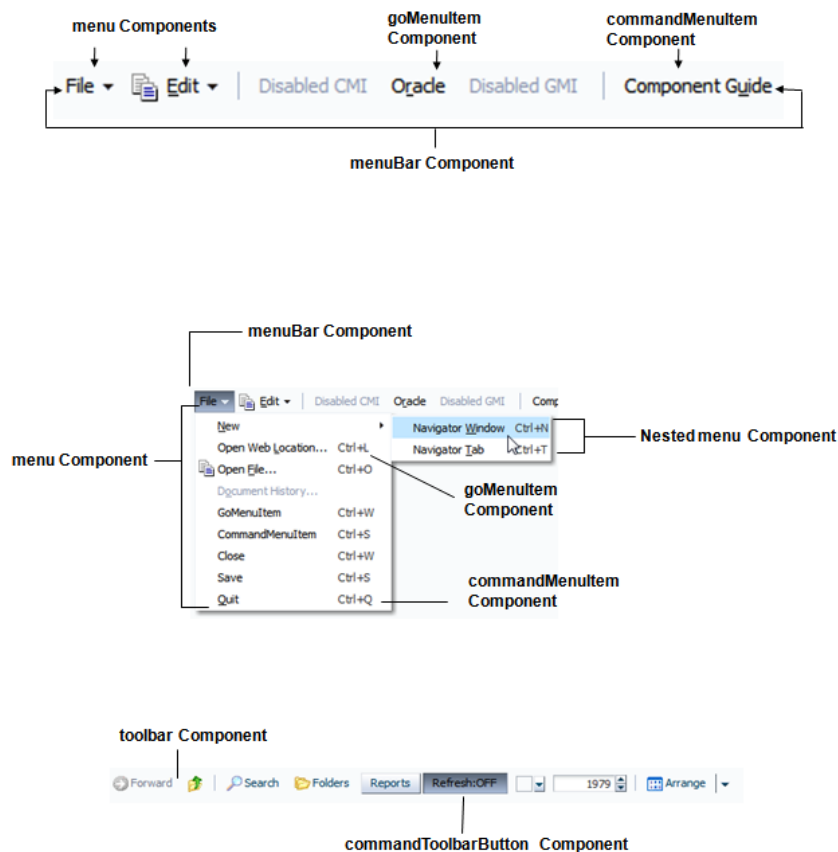 menu Components
goMenuItem
Component
commandMenuItem
Component
File Edit Disabled CMI Oracle Disabled GMI Component Guide
menuBar Component
menuBar Component
File Edit Disabled CMI Oracle Disabled GMI Comp
New
Navigator Window Ctrl+N
Open Web Location... Ctrl+L
Navigator Tab Ctrl+T
Nested menu Component
menu Component
Open File... Ctrl+O
Document History...
goMenuItem
Component
GoMenuItem Ctrl+W
CommandMenuItem Ctrl+S
Close Ctrl+W
Save Ctrl+S
commandMenuItem
Component
Quit Ctrl+Q
toolbar Component
Forward Search Folders Reports Refresh:OFF 1979 Arrange
commandToolbarButton Component